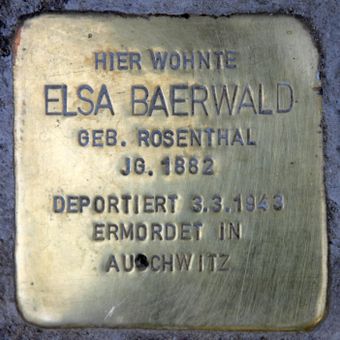 HIER WOHNTE
ELSA BAERWALD
GEB. ROSENTHAL
JG. 1882
DEPORTIERT 3.3.1943
ERMORDET IN
AUSCHWITZ